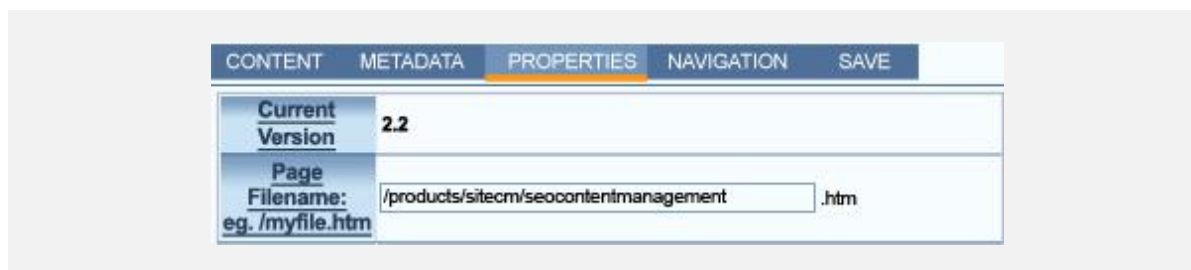 CONTENT METADATA PROPERTIES NAVIGATION SAVE
Current
Version
2.2
Page
Filename:
eg. /myfile.htm
/products/sitecm/seocontentmanagement .htm